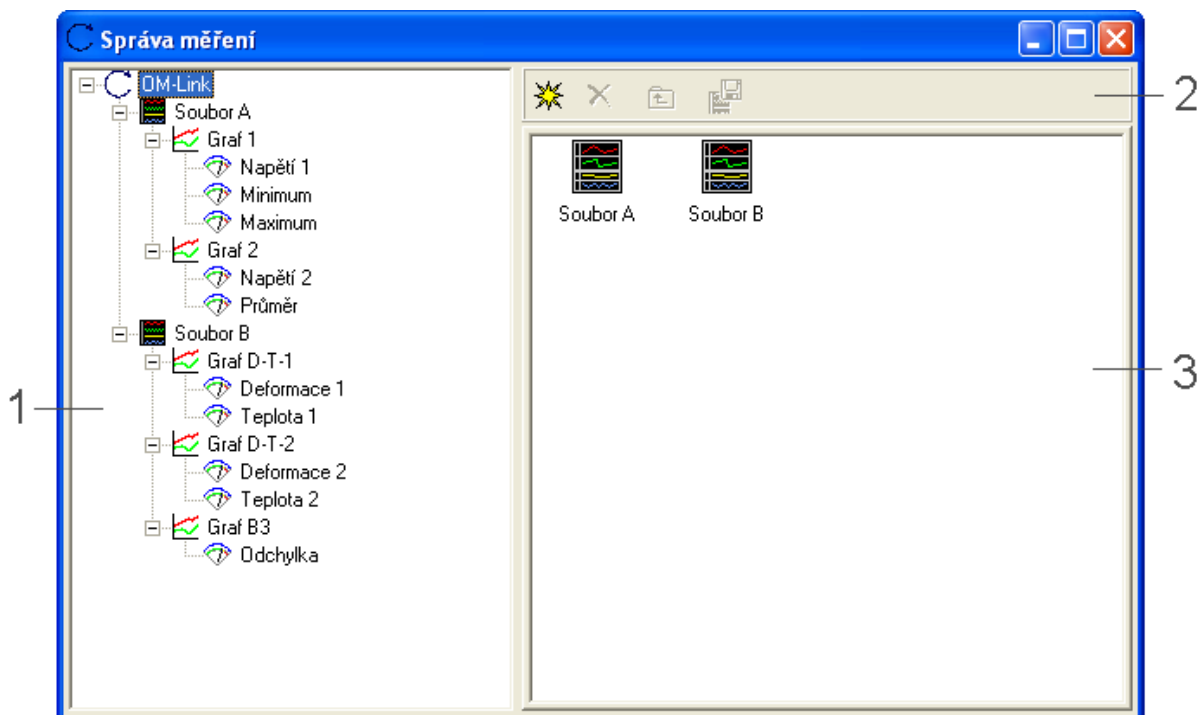 Správa měření
OM-Link
Soubor A
Graf 1
Napětí 1
Minimum
Maximum
Graf 2
Napětí 2
Průměr
Soubor B
Graf D-T-1
Deformace 1
Teplota 1
Graf D-T-2
Deformace 2
Teplota 2
Graf B3
Odchylka
Soubor A Soubor B
1
2
3